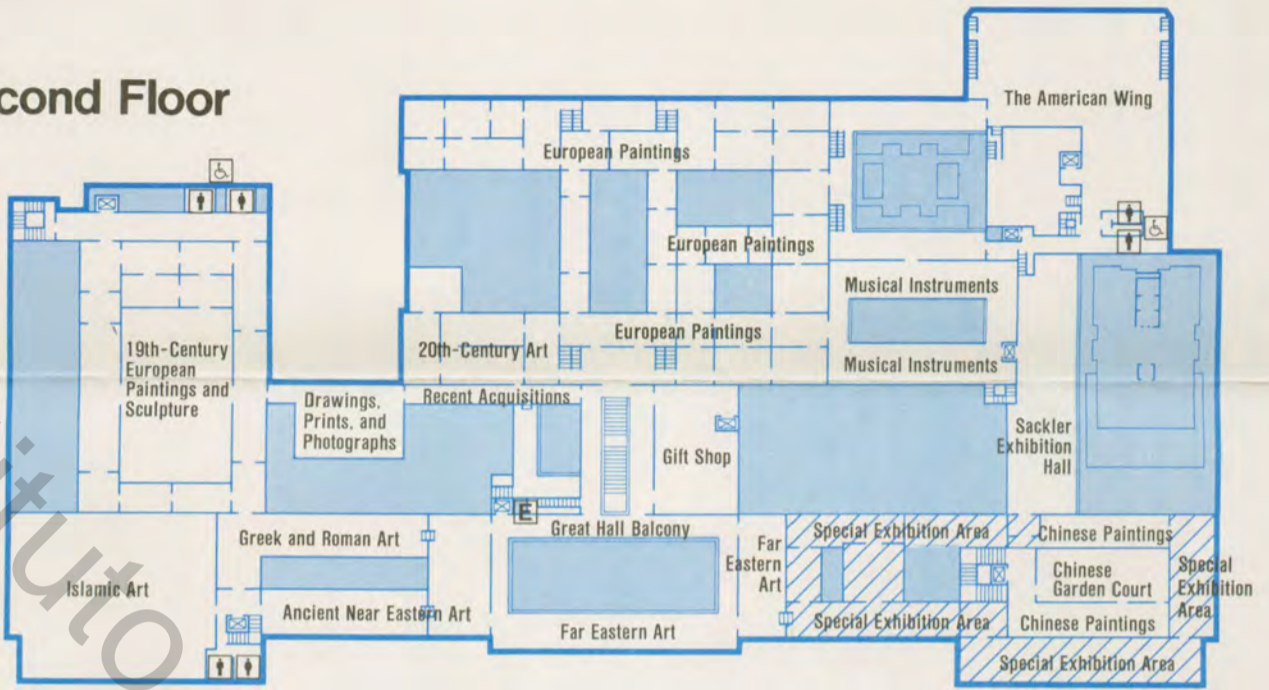 cond Floor
The American Wing
European Paintings
European Paintings
Musical Instruments
European Paintings
19th-Century
European
Paintings and
Sculpture
20th-Century Art
Musical Instruments
Recent Acquisitions
Drawings,
Prints, and
Photographs
Gift Shop
Sackler
Exhibition
Hall
E
Great Hall Balcony
Greek and Roman Art
Far
Eastern
Art
Special Exhibition Area
Chinese Paintings
Islamic Art
Chinese
Garden Court
Special
Exhibition
Area
Ancient Near Eastern Art
Far Eastern Art
Special Exhibition Area
Chinese Paintings
Special Exhibition Area
ituto